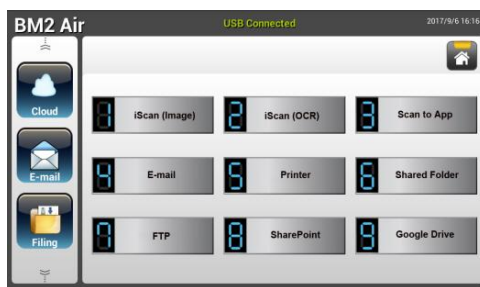 BM2 Air USB Connected 2017/9/6 16:16
Cloud
E-mail
Filing
1 iScan (Image) 2 iScan (OCR) 3 Scan to App
4 E-mail 5 Printer 6 Shared Folder
7 FTP 8 SharePoint 9 Google Drive